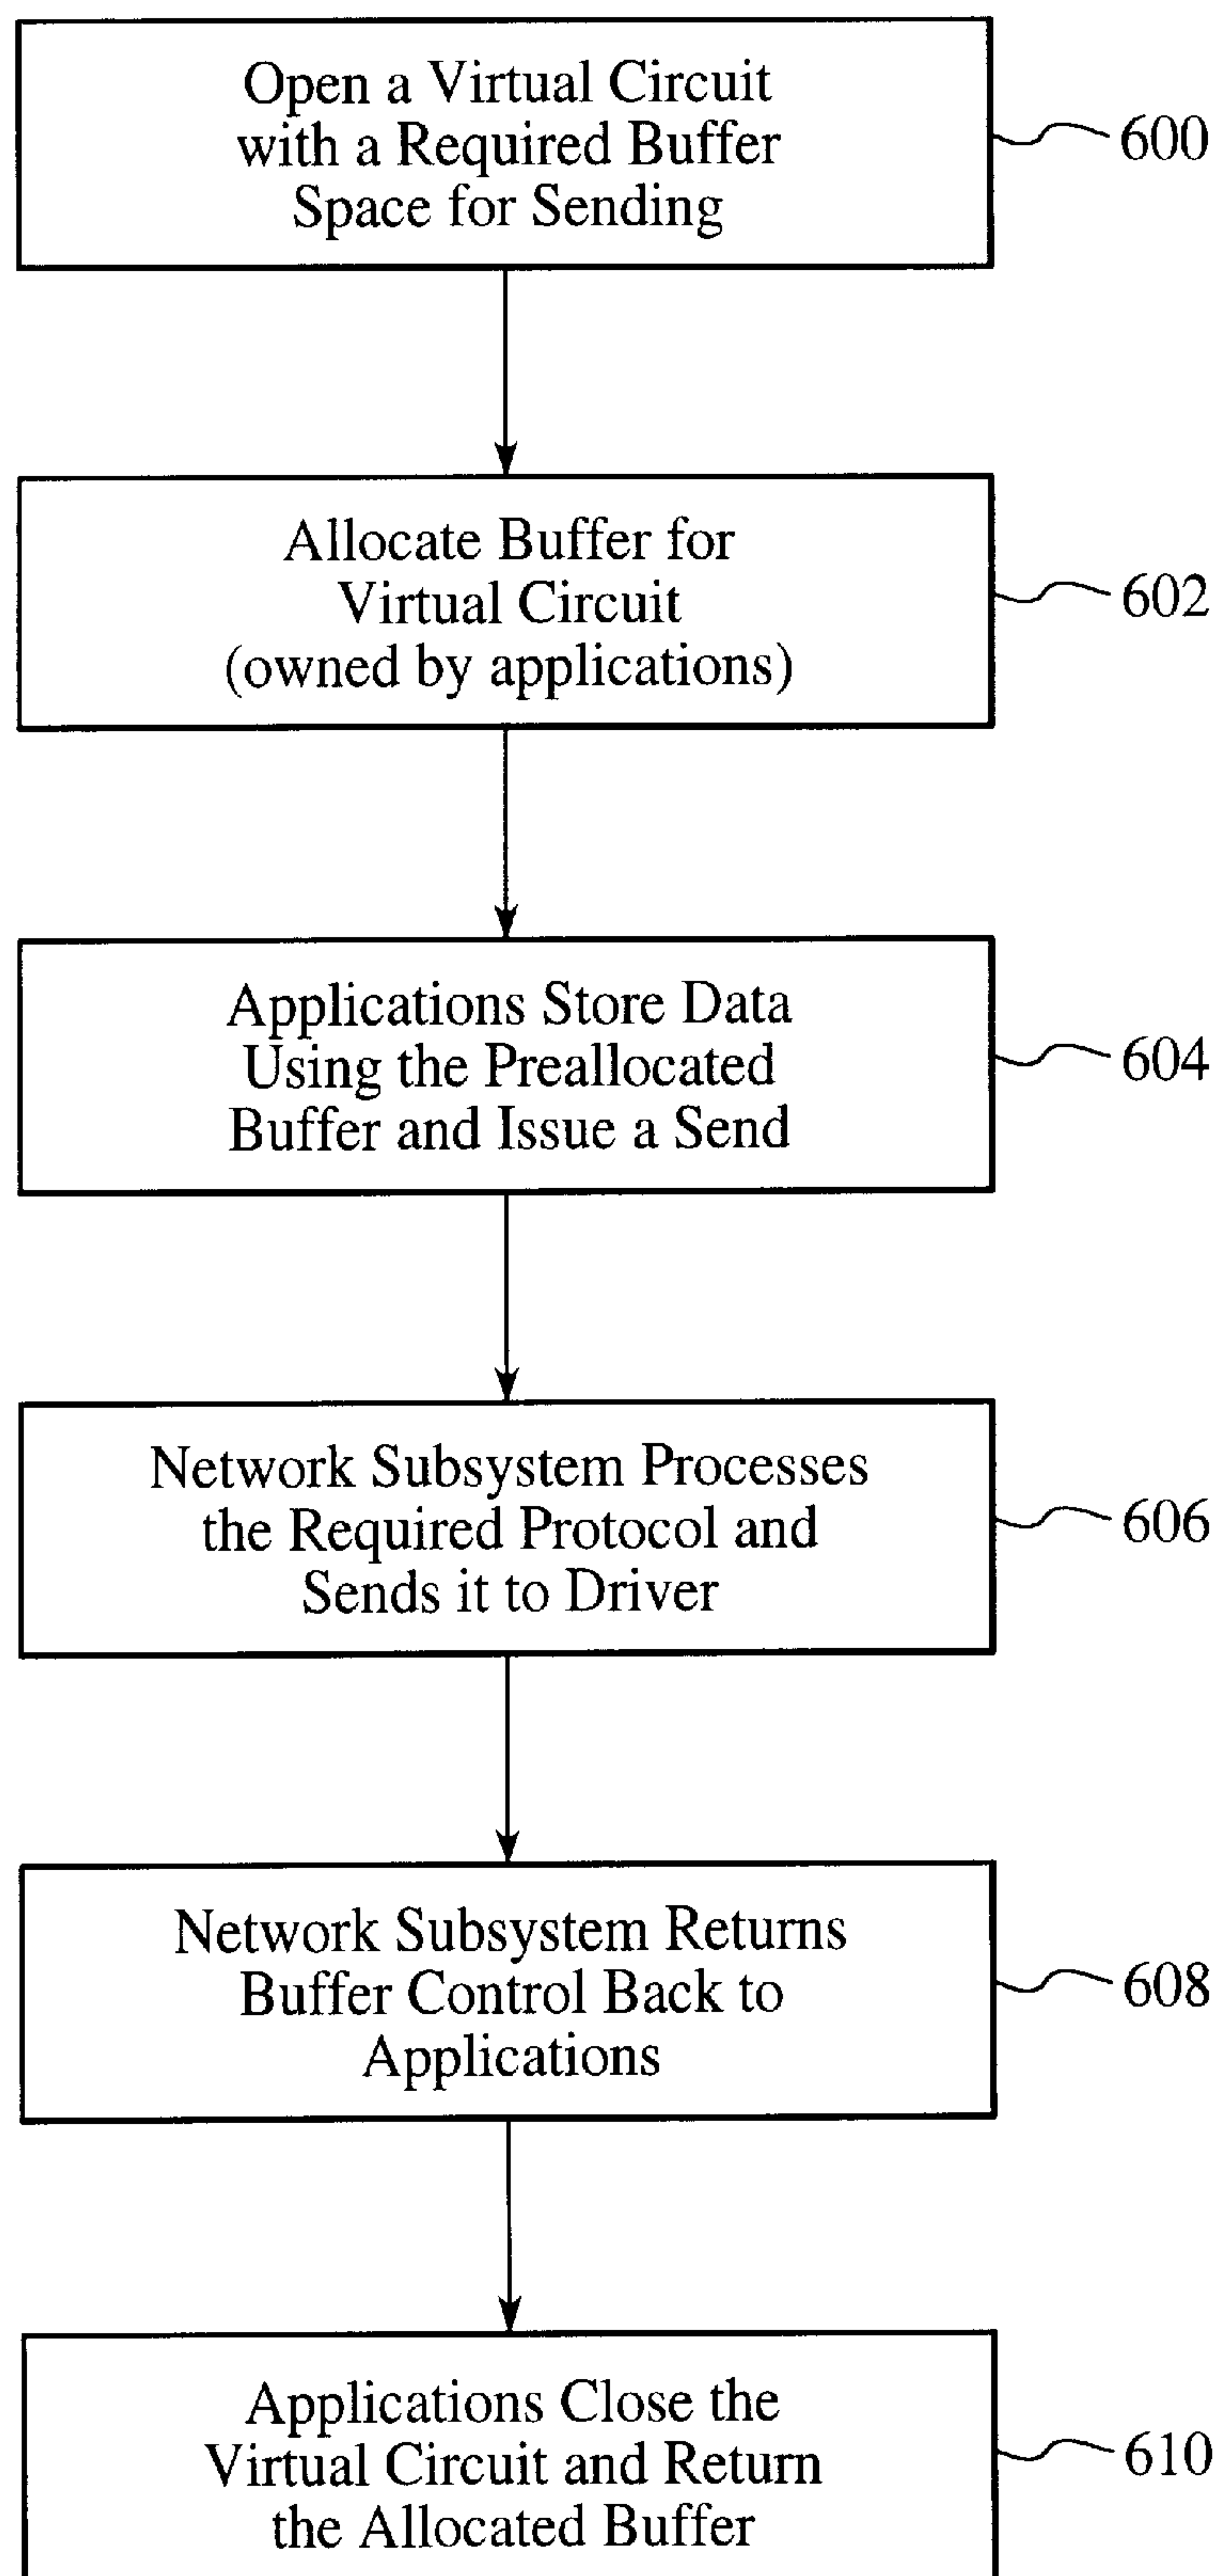 Open a Virtual Circuit
with a Required Buffer
Space for Sending
600
Allocate Buffer for
Virtual Circuit
(owned by applications)
602
Applications Store Data
Using the Preallocated
Buffer and Issue a Send
604
Network Subsystem Processes
the Required Protocol and
Sends it to Driver
606
Network Subsystem Returns
Buffer Control Back to
Applications
608
Applications Close the
Virtual Circuit and Return
the Allocated Buffer
610